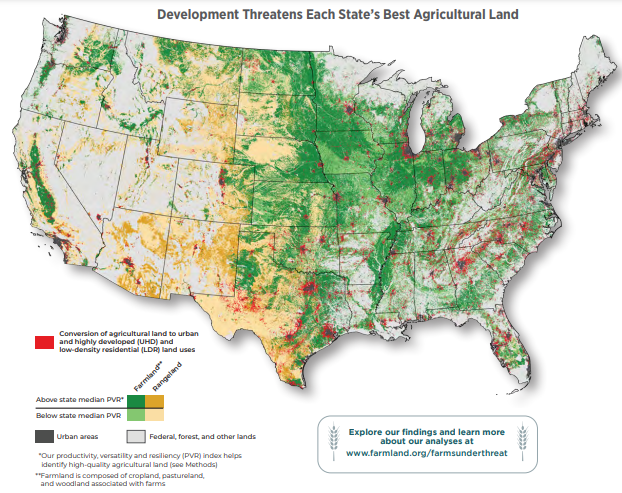 Development Threatens Each State's Best Agricultural Land
Conversion of agricultural land to urban
and highly developed (UHD) and
low-density residential (LDR) land uses
Farmland**
Rangeland
Above state median PVR*
Below state median PVR
Urban areas
Federal, forest, and other lands
*Our productivity, versatility and resiliency (PVR) index helps
identify high-quality agricultural land (see Methods)
**Farmland is composed of cropland, pastureland,
and woodland associated with farms
Explore our findings and learn more
about our analyses at
www.farmland.org/farmsunderthreat